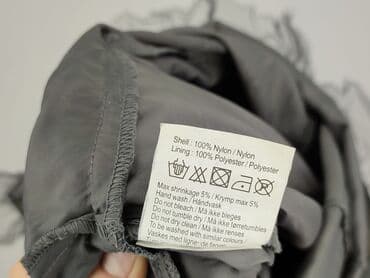 Shell : 100% Nylon / Nylon
Lining : 100% Polyester / Polyester
Max shrinkage 5% / Krymp max 5%
Hand wash / Håndvask
Do not bleach / Må ikke bleges
Do not tumble dry / Må ikke tørretumbles
Do not dry clean / Må ikke renses
To be washed with similar colours
Vaskes med ligne